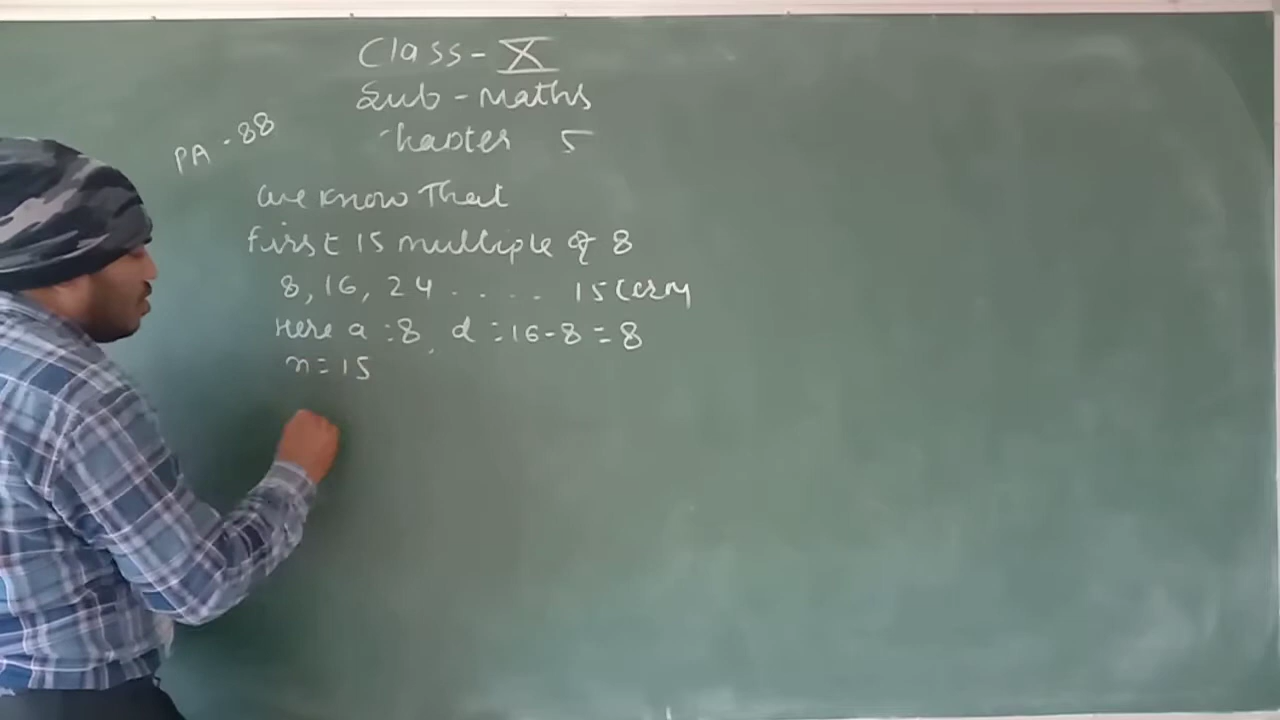 Class - X
Sub - Maths
Chapter 5
PA - 88
we know That
First 15 multiple of 8
8, 16, 24 . . . . 15 term
Here a = 8, d = 16 - 8 = 8
n = 15